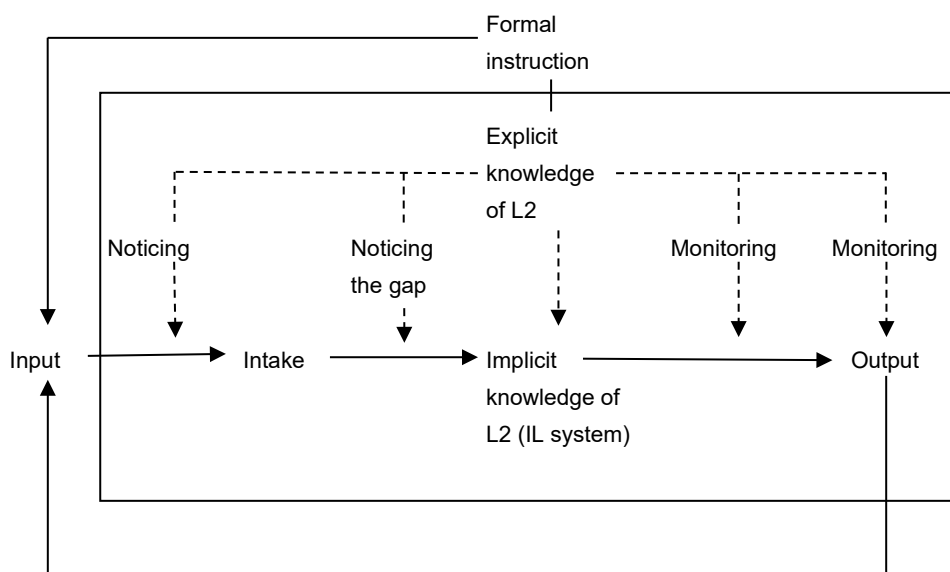 Formal
instruction
Explicit
knowledge
of L2
Noticing
Noticing
the gap
Monitoring
Monitoring
Input
Intake
Implicit
knowledge of
L2 (IL system)
Output